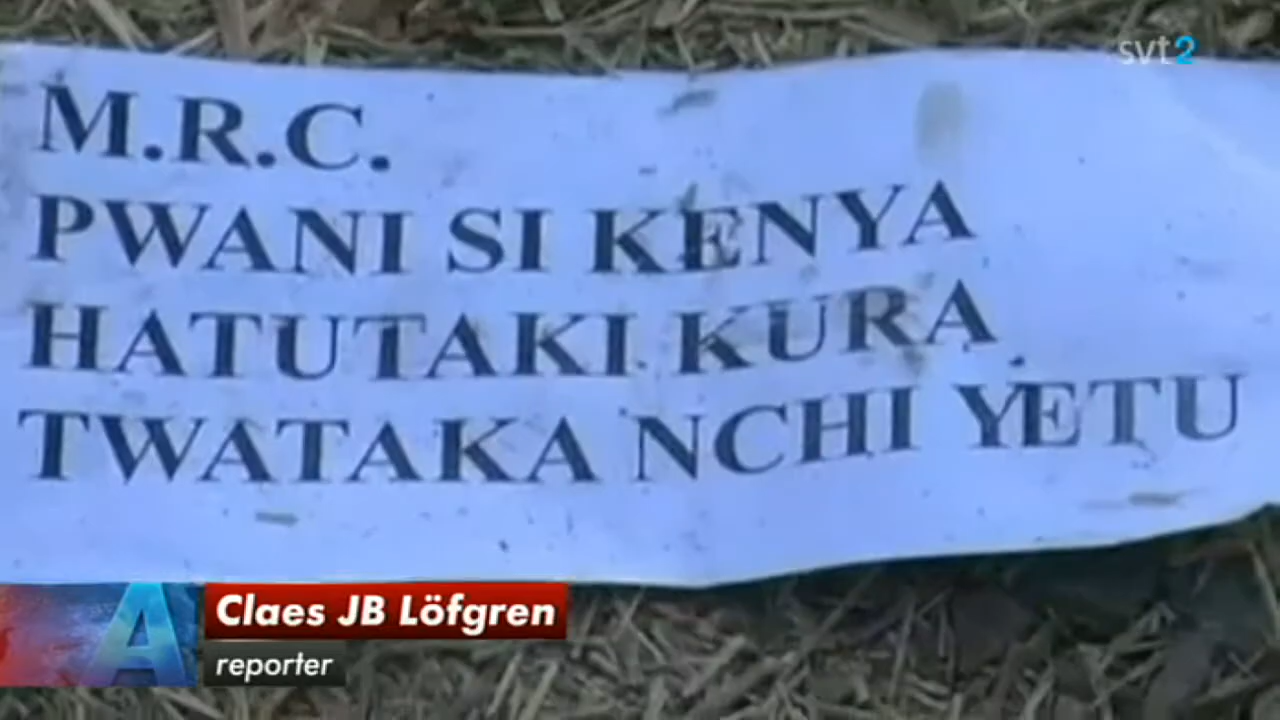 svt2
M.R.C.
PWANI SI KENYA
HATUTAKI KURA
TWATAKA NCHI YETU
A
Claes JB Löfgren
reporter